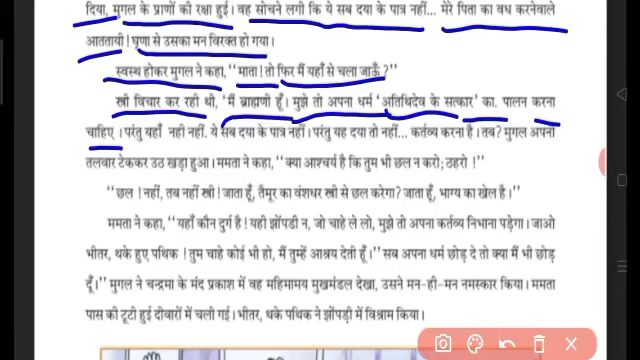 दिया, मुगल के प्राणों की रक्षा हुई। वह सोचने लगी कि ये सब दया के पात्र नहीं... मेरे पिता का वध करनेवाले
आततायी! घृणा से उसका मन विरक्त हो गया।
स्वस्थ होकर मुगल ने कहा, “माता! तो फिर मैं यहाँ से चला जाऊँ?”
स्त्री विचार कर रही थी, ‘मैं ब्राह्मणी हूँ। मुझे तो अपना धर्म ‘अतिथिदेव के सत्कार’ का. पालन करना
चाहिए। परंतु यहाँ नही नहीं. ये सब दया के पात्र नहीं। परंतु यह दया तो नहीं... कर्तव्य करना है। तब? मुगल अपनी
तलवार टेककर उठ खड़ा हुआ। ममता ने कहा, “क्या आश्चर्य है कि तुम भी छल न करो; ठहरो!”
“छल! नहीं, तब नहीं स्त्री! जाता हूँ, तैमूर का वंशधर स्त्री से छल करेगा? जाता हूँ, भाग्य का खेल है।”
ममता ने कहा, “यहाँ कौन दुर्ग है! यही झोंपडी न, जो चाहे ले लो, मुझे तो अपना कर्तव्य निभाना पड़ेगा। जाओ
भीतर, थके हुए पथिक! तुम चाहे कोई भी हो, मैं तुम्हें आश्रय देती हूँ।” सब अपना धर्म छोड़ दे तो क्या मैं भी छोड़
दूँ।” मुगल ने चन्द्रमा के मंद प्रकाश में वह महिमामय मुखमंडल देखा, उसने मन-ही-मन नमस्कार किया। ममता
पास की टूटी हुई दीवारों में चली गई। भीतर, थके पथिक ने झोंपड़ी में विश्राम किया।